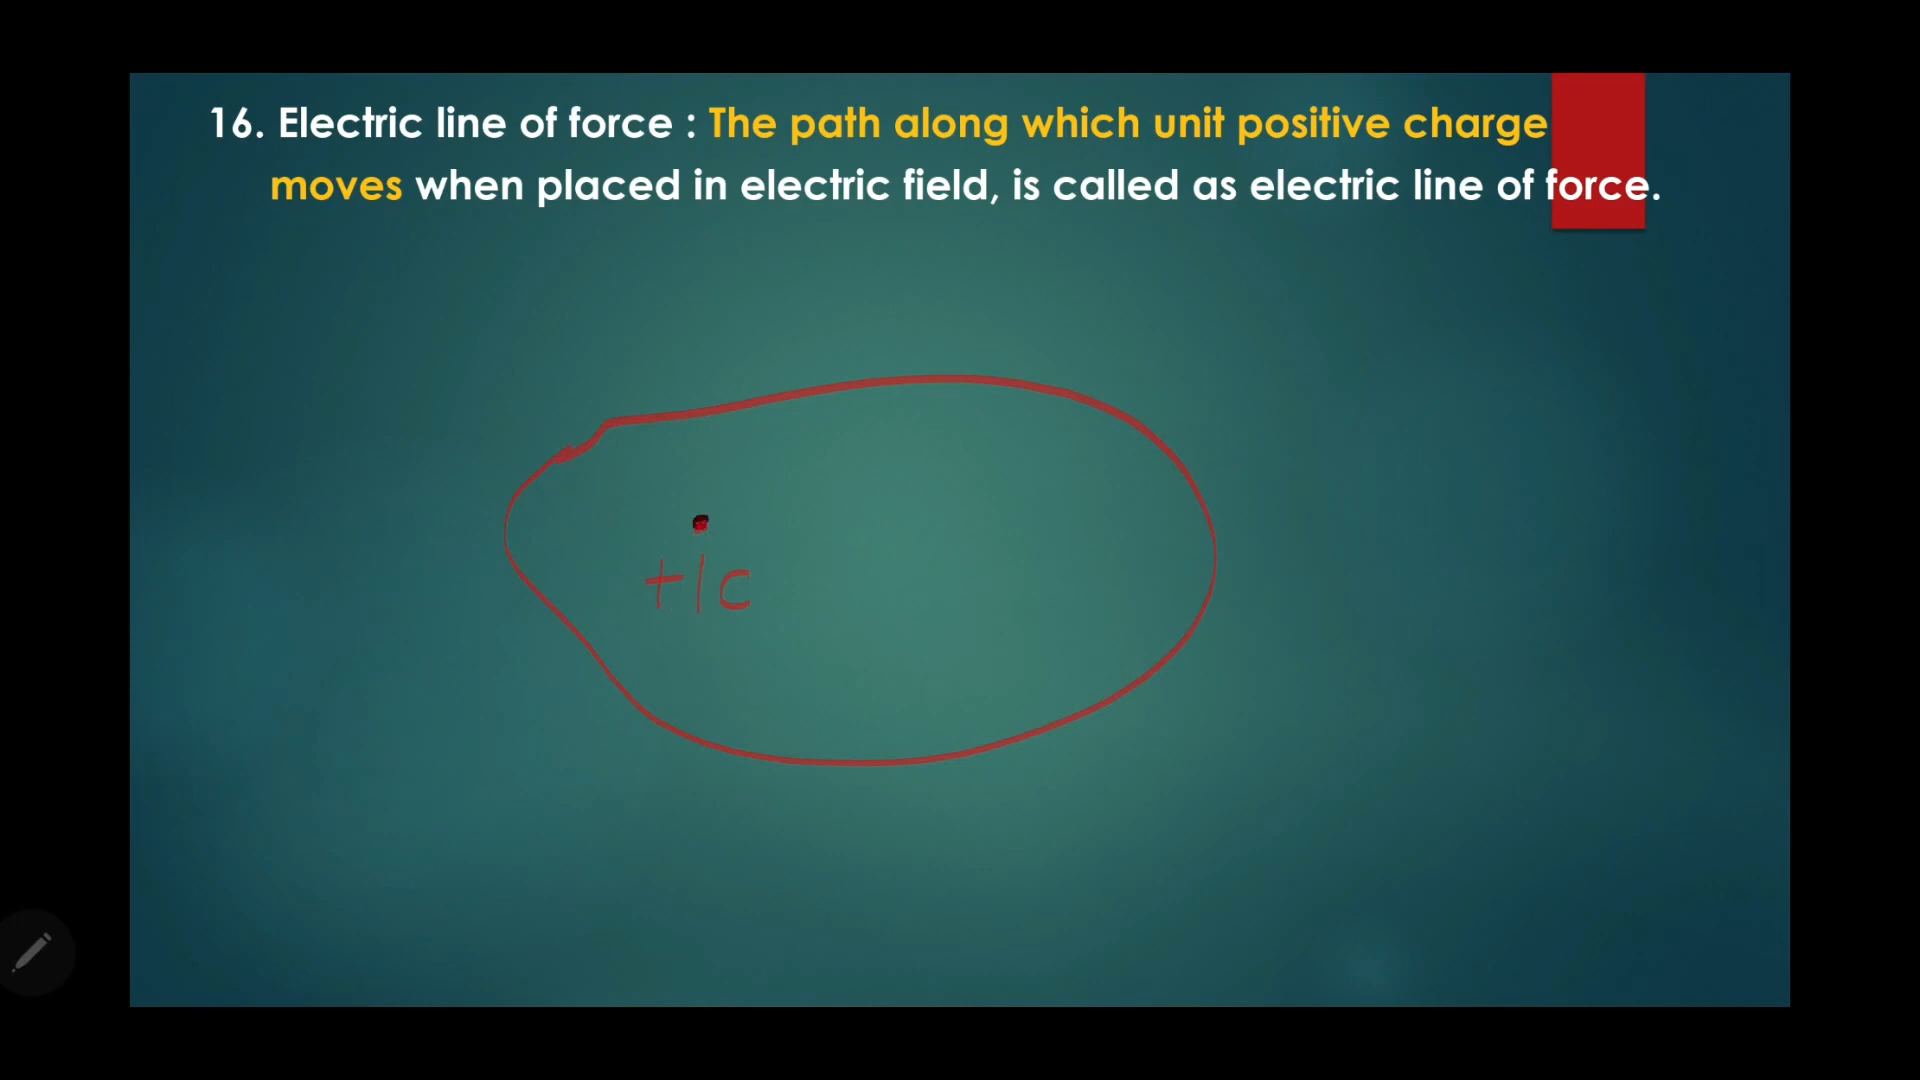 16. Electric line of force : The path along which unit positive charge
moves when placed in electric field, is called as electric line of force.
+1c